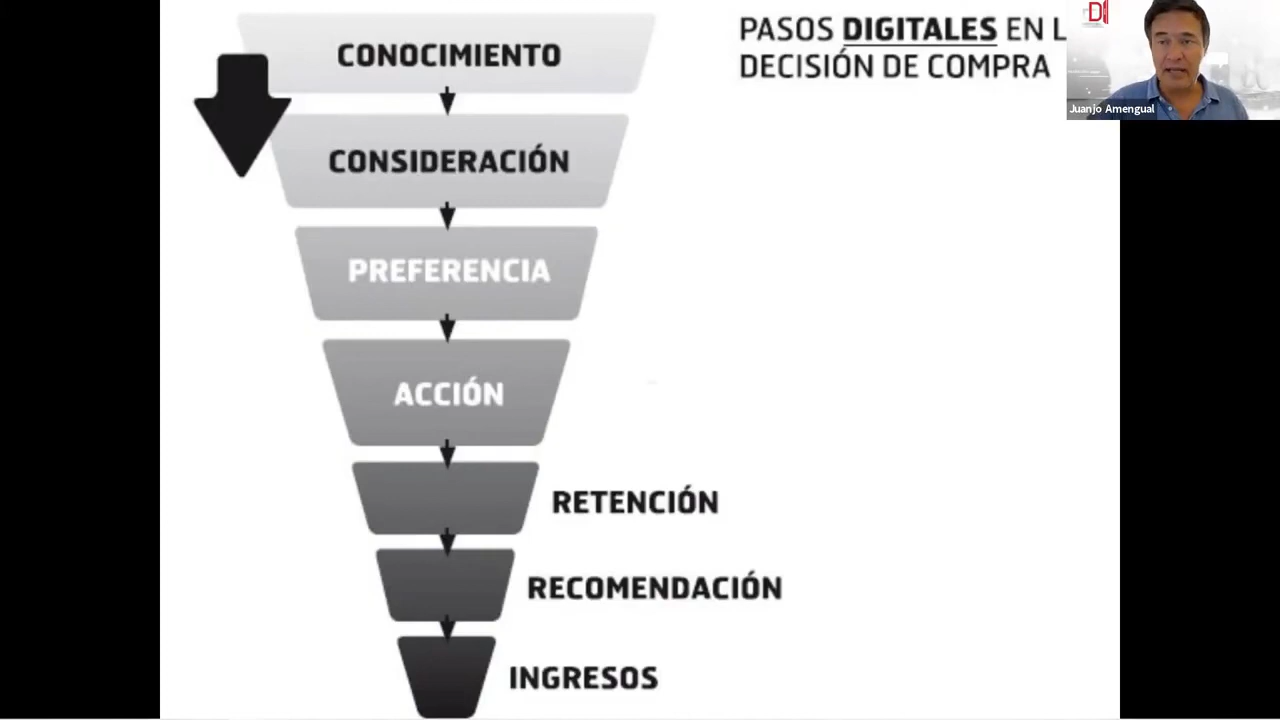 PASOS DIGITALES EN L
DECISIÓN DE COMPRA
CONOCIMIENTO
CONSIDERACIÓN
PREFERENCIA
ACCIÓN
RETENCIÓN
RECOMENDACIÓN
INGRESOS
Juanjo Amengual